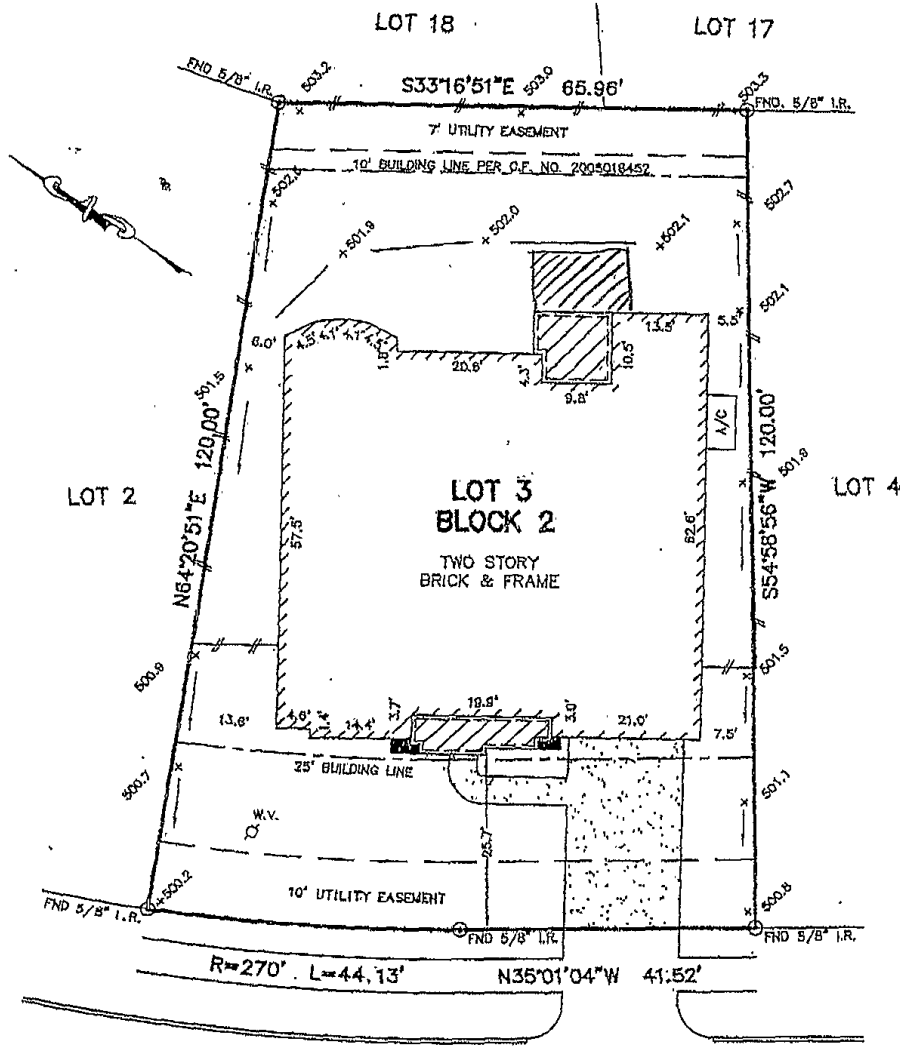 LOT 18
LOT 17
FND 5/8" I.R.
503.2
S33°16'51"E
503.0
65.96'
503.3
FND. 5/8" I.R.
7' UTILITY EASEMENT
10' BUILDING LINE PER C.F. NO. 2005018452
502.7
501.9
502.0
502.1
502.1
6.0'
4.5'
4.1'
4.1'
4.5'
1.8'
20.8'
4.3'
9.8'
10.5'
13.5'
5.5'
501.5
A/C
N64°20'51"E 120.00'
S54°58'56"W 120.00'
501.9
LOT 2
LOT 3
BLOCK 2
LOT 4
57.5'
62.6'
TWO STORY
BRICK & FRAME
500.9
501.5
13.6'
4.6'
1.4'
14.4'
3.7'
19.9'
3.0'
21.0'
7.5'
25' BUILDING LINE
500.7
501.1
W.V.
25.7'
500.2
10' UTILITY EASEMENT
500.8
FND 5/8" I.R.
FND 5/8" I.R.
FND 5/8" I.R.
R=270' L=44.13'
N35°01'04"W 41.52'